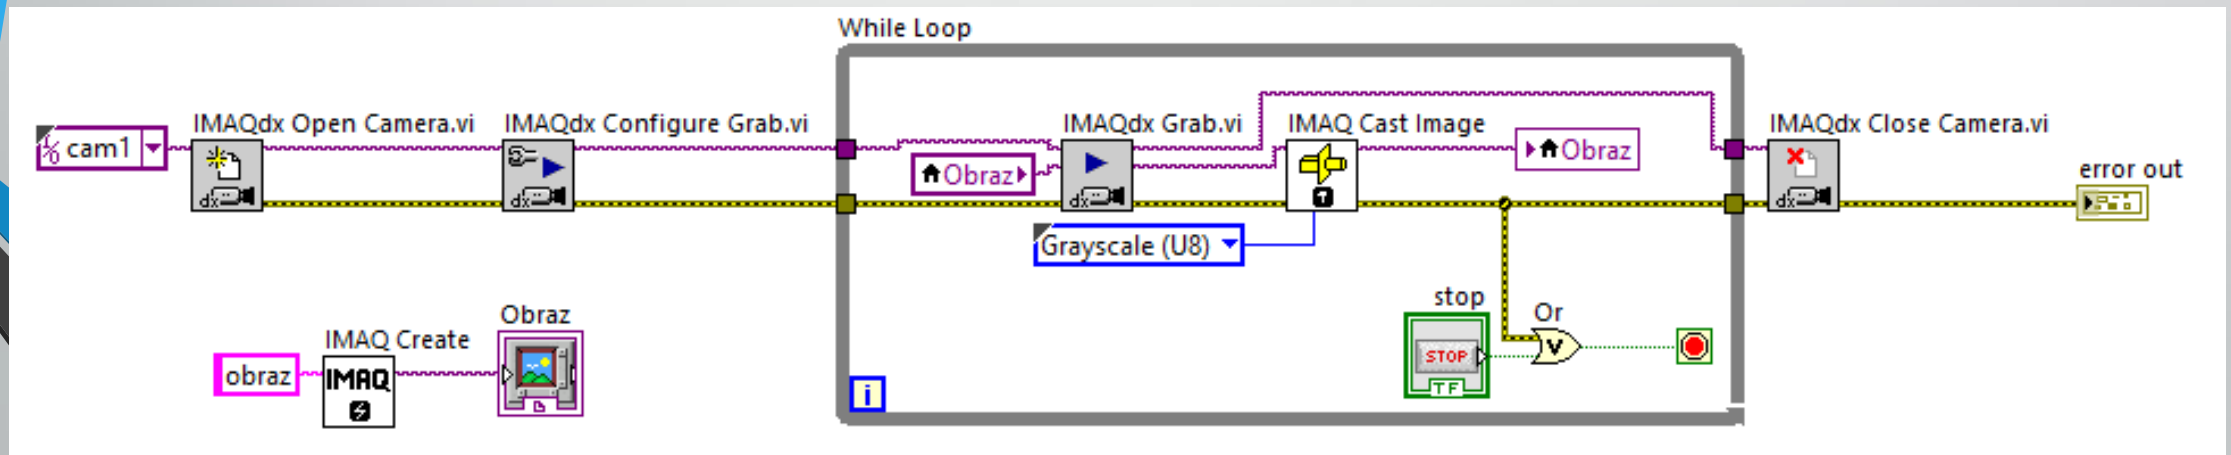 While Loop
cam1
IMAQdx Open Camera.vi
IMAQdx Configure Grab.vi
IMAQdx Grab.vi
IMAQ Cast Image
IMAQdx Close Camera.vi
Obraz
Obraz
error out
dx
dx
dx
dx
Grayscale (U8)
stop
Or
STOP
TF
V
Obraz
IMAQ Create
obraz
IMAQ
i